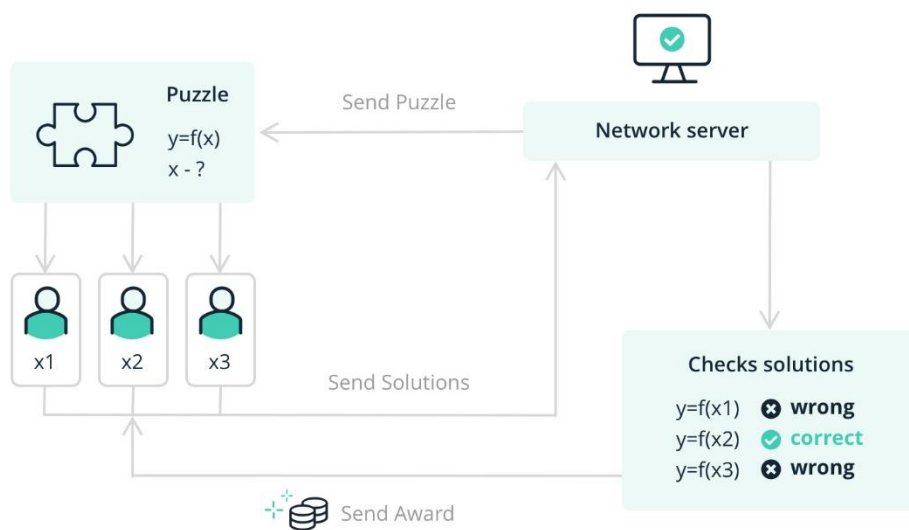 Puzzle
y=f(x)
x - ?
Send Puzzle
Network server
x1
x2
x3
Send Solutions
Checks solutions
y=f(x1) wrong
y=f(x2) correct
y=f(x3) wrong
Send Award